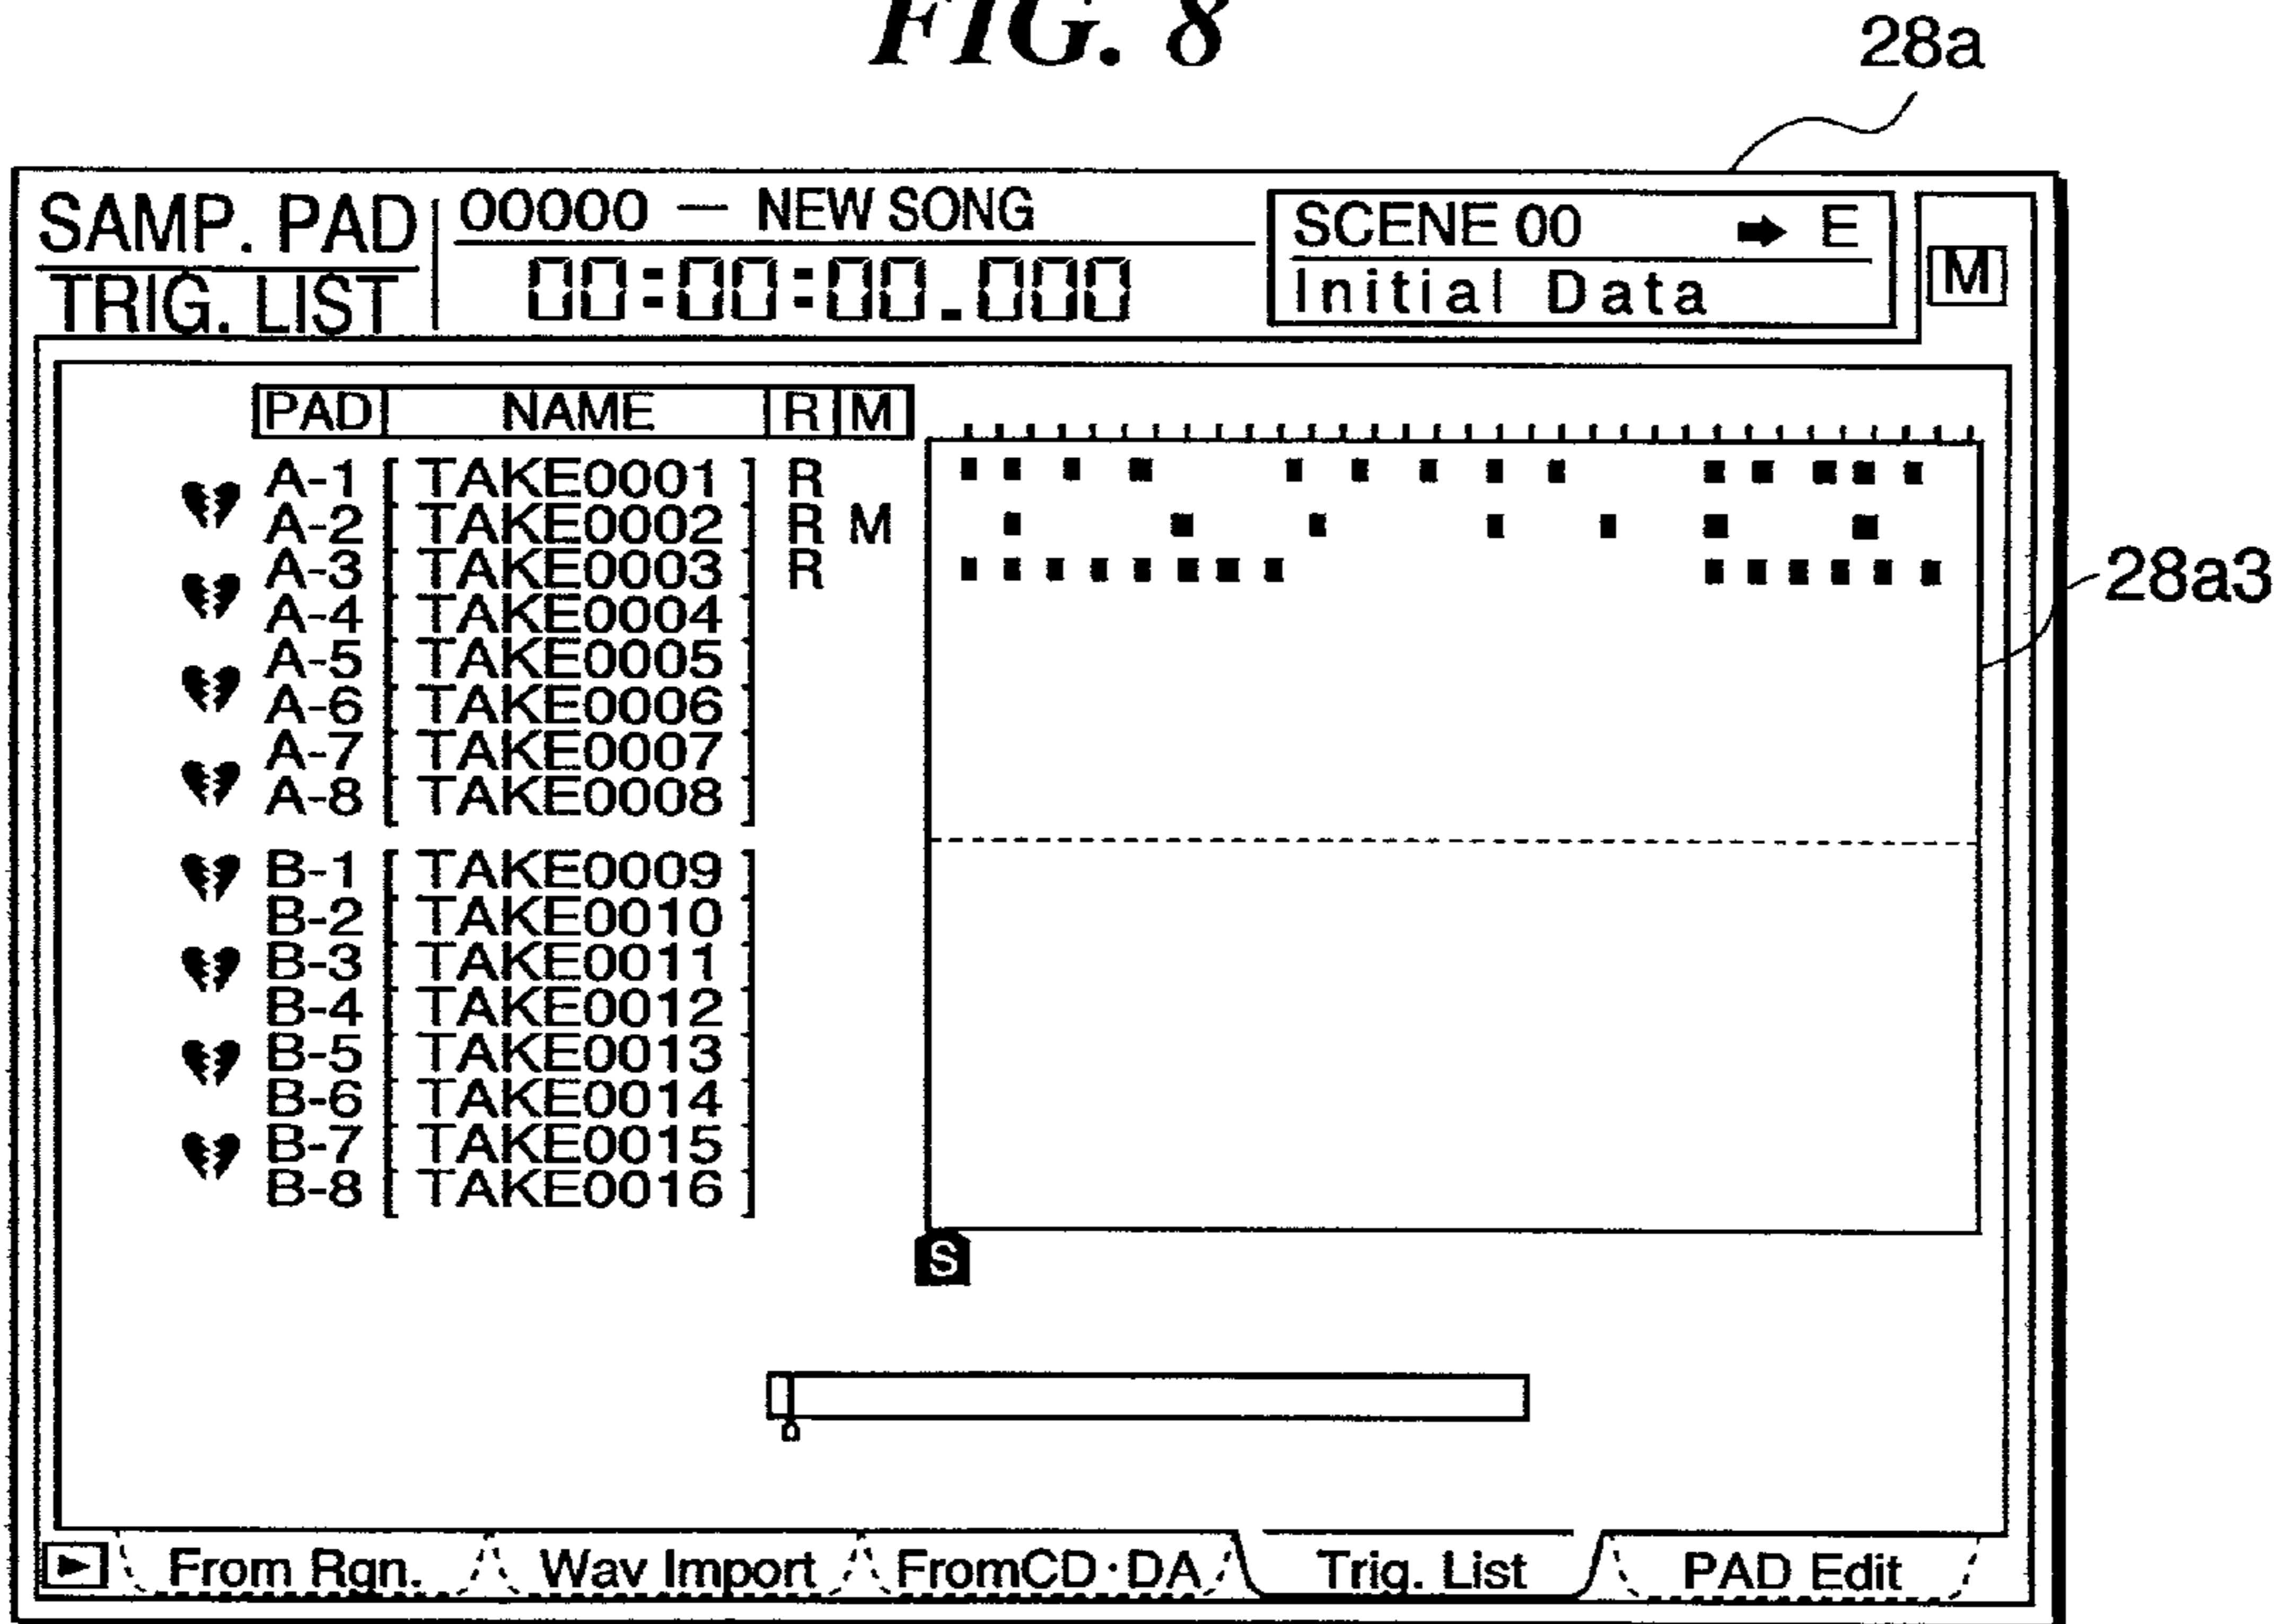 FIG. 8
28a
SAMP. PAD
TRIG. LIST
00000 — NEW SONG
00:00:00.000
SCENE 00 ➡ E
Initial Data
M
PAD NAME R M
A-1 [ TAKE0001 ] R
A-2 [ TAKE0002 ] R M
A-3 [ TAKE0003 ] R
A-4 [ TAKE0004 ]
A-5 [ TAKE0005 ]
A-6 [ TAKE0006 ]
A-7 [ TAKE0007 ]
A-8 [ TAKE0008 ]
B-1 [ TAKE0009 ]
B-2 [ TAKE0010 ]
B-3 [ TAKE0011 ]
B-4 [ TAKE0012 ]
B-5 [ TAKE0013 ]
B-6 [ TAKE0014 ]
B-7 [ TAKE0015 ]
B-8 [ TAKE0016 ]
28a3
S
From Rgn. Wav Import FromCD·DA Trig. List PAD Edit